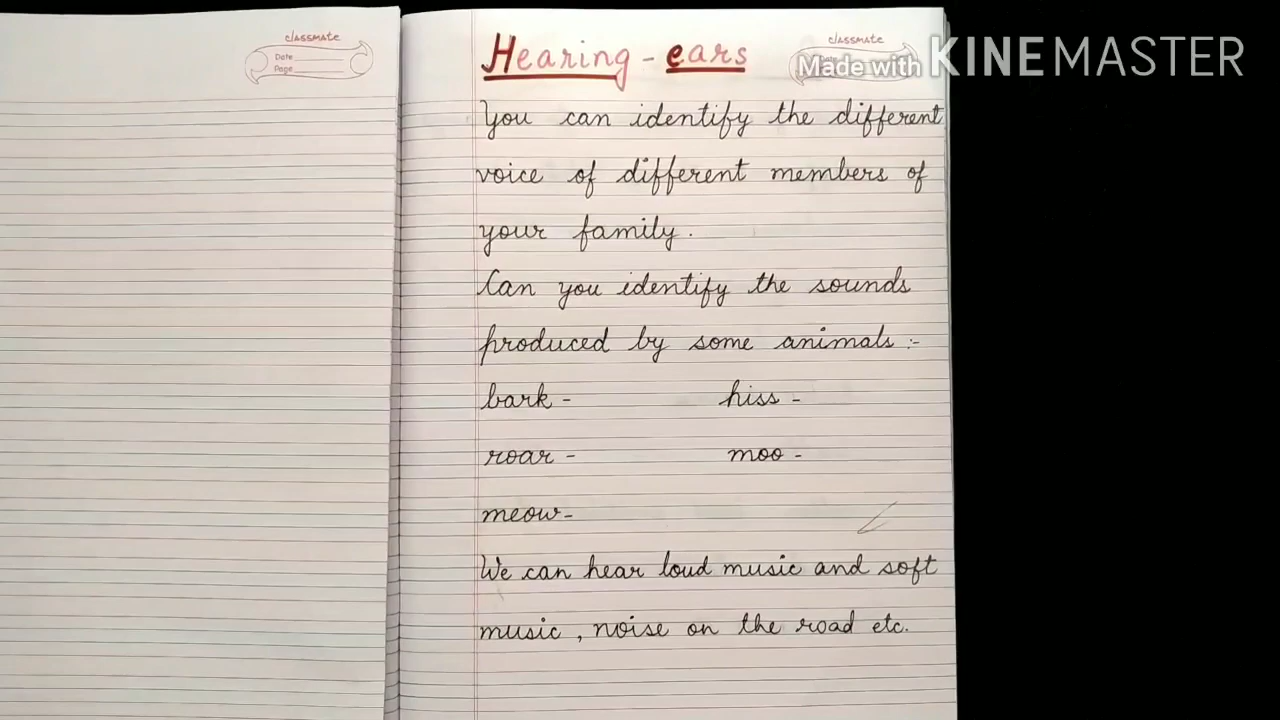 classmate
Date
Page
classmate
Made with KINEMASTER
Hearing - ears
You can identify the different
voice of different members of
your family.
Can you identify the sounds
produced by some animals :-
bark - hiss -
roar - moo -
meow-
We can hear loud music and soft
music , noise on the road etc.